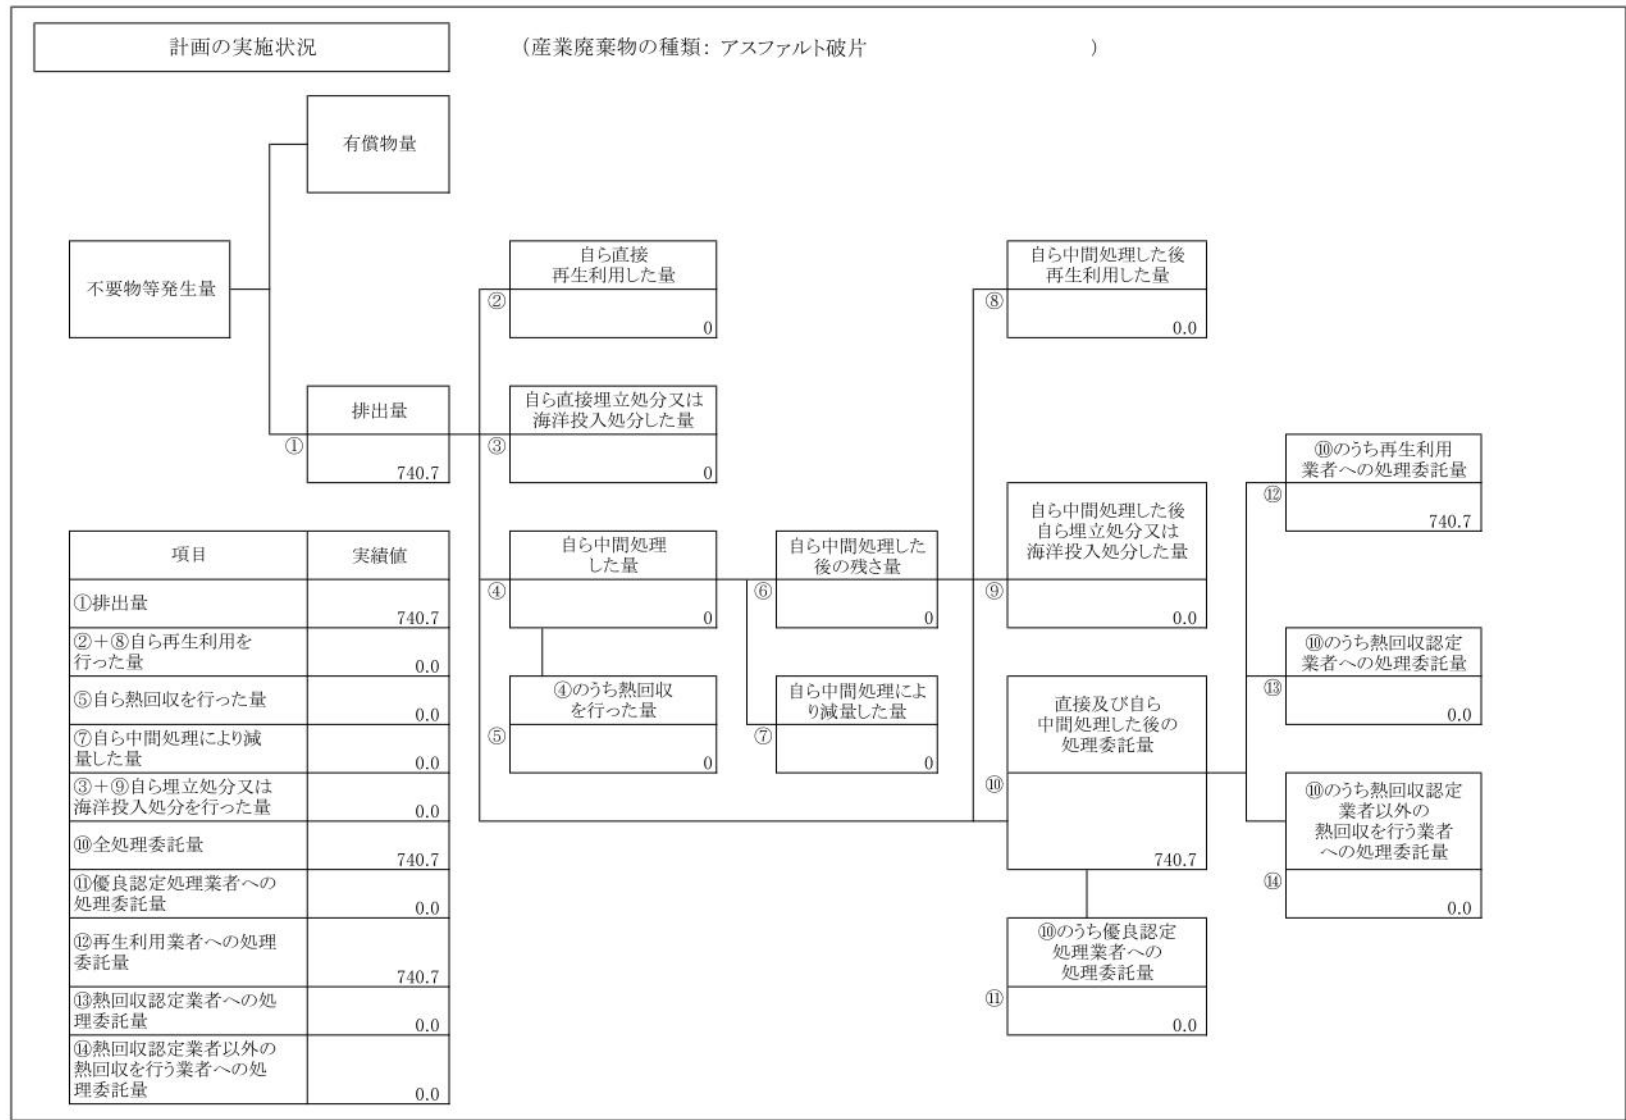 計画の実施状況
（産業廃棄物の種類：アスファルト破片　　　　　　　　　）
有償物量
不要物等発生量
自ら直接
再生利用した量
②
0
自ら中間処理した後
再生利用した量
⑧
0.0
排出量
①
740.7
自ら直接埋立処分又は
海洋投入処分した量
③
0
⑩のうち再生利用
業者への処理委託量
⑫
740.7
自ら中間処理
した量
④
0
自ら中間処理した
後の残さ量
⑥
0
自ら中間処理した後
自ら埋立処分又は
海洋投入処分した量
⑨
0.0
⑩のうち熱回収認定
業者への処理委託量
⑬
0.0
④のうち熱回収
を行った量
⑤
0
自ら中間処理によ
り減量した量
⑦
0
直接及び自ら
中間処理した後の
処理委託量
⑩
740.7
⑩のうち熱回収認定
業者以外の
熱回収を行う業者
への処理委託量
⑭
0.0
⑩のうち優良認定
処理業者への
処理委託量
⑪
0.0
項目
実績値
①排出量
740.7
②＋⑧自ら再生利用を
行った量
0.0
⑤自ら熱回収を行った量
0.0
⑦自ら中間処理により減
量した量
0.0
③＋⑨自ら埋立処分又は
海洋投入処分を行った量
0.0
⑩全処理委託量
740.7
⑪優良認定処理業者への
処理委託量
0.0
⑫再生利用業者への処理
委託量
740.7
⑬熱回収認定業者への処
理委託量
0.0
⑭熱回収認定業者以外の
熱回収を行う業者への処
理委託量
0.0